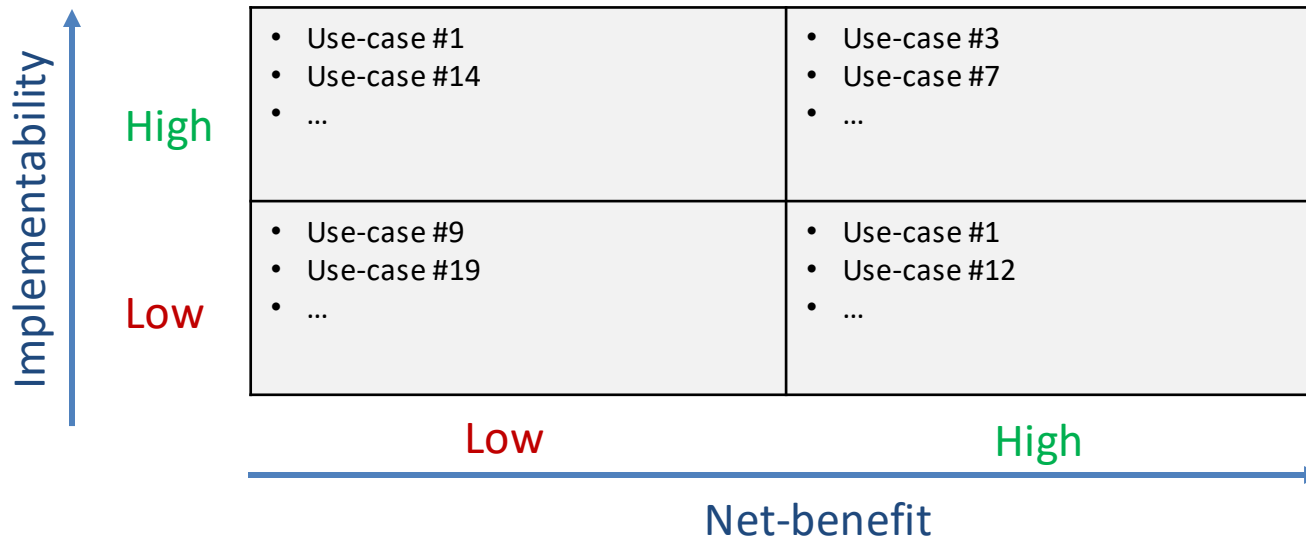 Implementability
High
• Use-case #1
• Use-case #14
• ...
• Use-case #3
• Use-case #7
• ...
Low
• Use-case #9
• Use-case #19
• ...
• Use-case #1
• Use-case #12
• ...
Low
High
Net-benefit